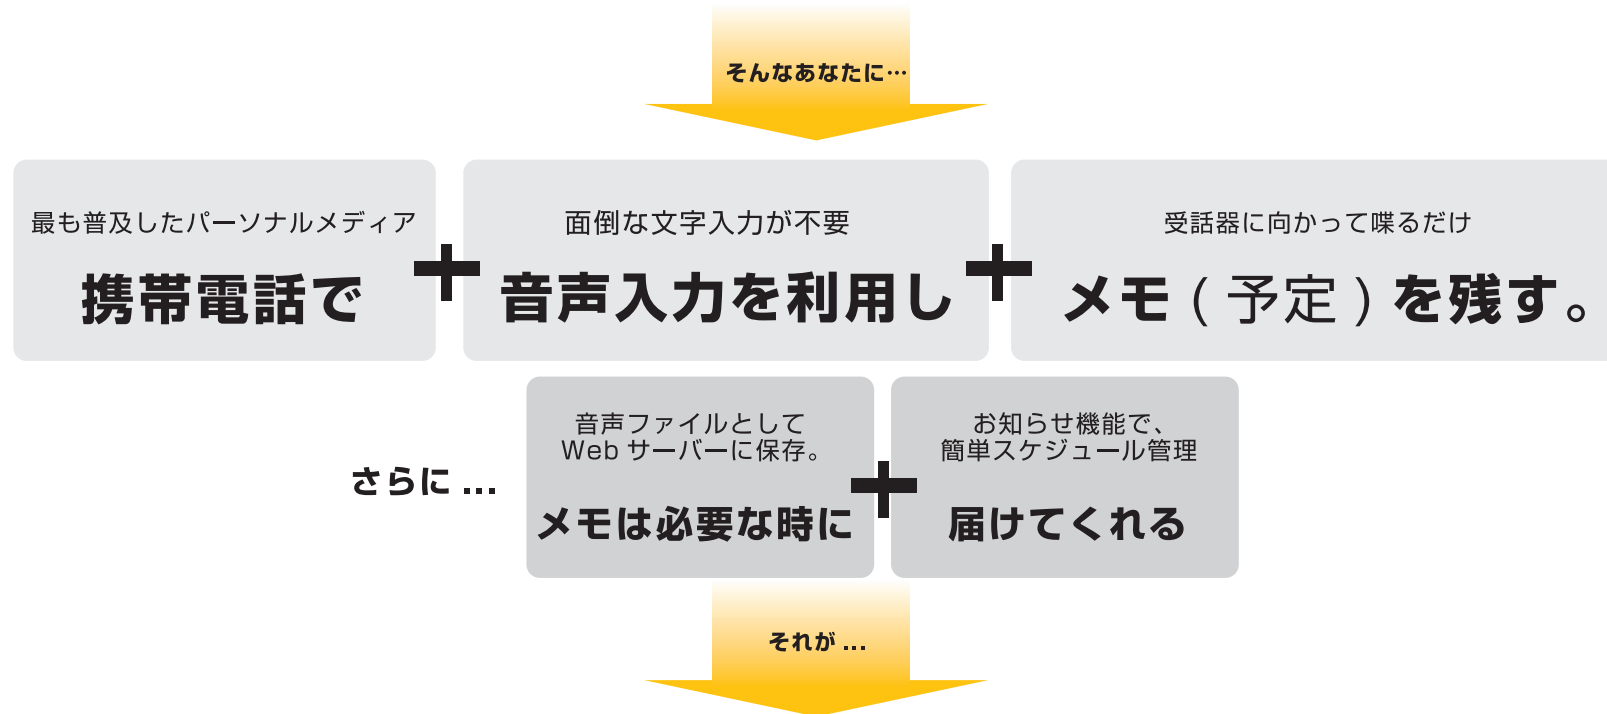 そんなあなたに…
最も普及したパーソナルメディア
携帯電話で
面倒な文字入力が不要
音声入力を利用し
受話器に向かって喋るだけ
メモ ( 予定 ) を残す。
さらに ...
音声ファイルとして
Web サーバーに保存。
メモは必要な時に
お知らせ機能で、
簡単スケジュール管理
届けてくれる
それが ...